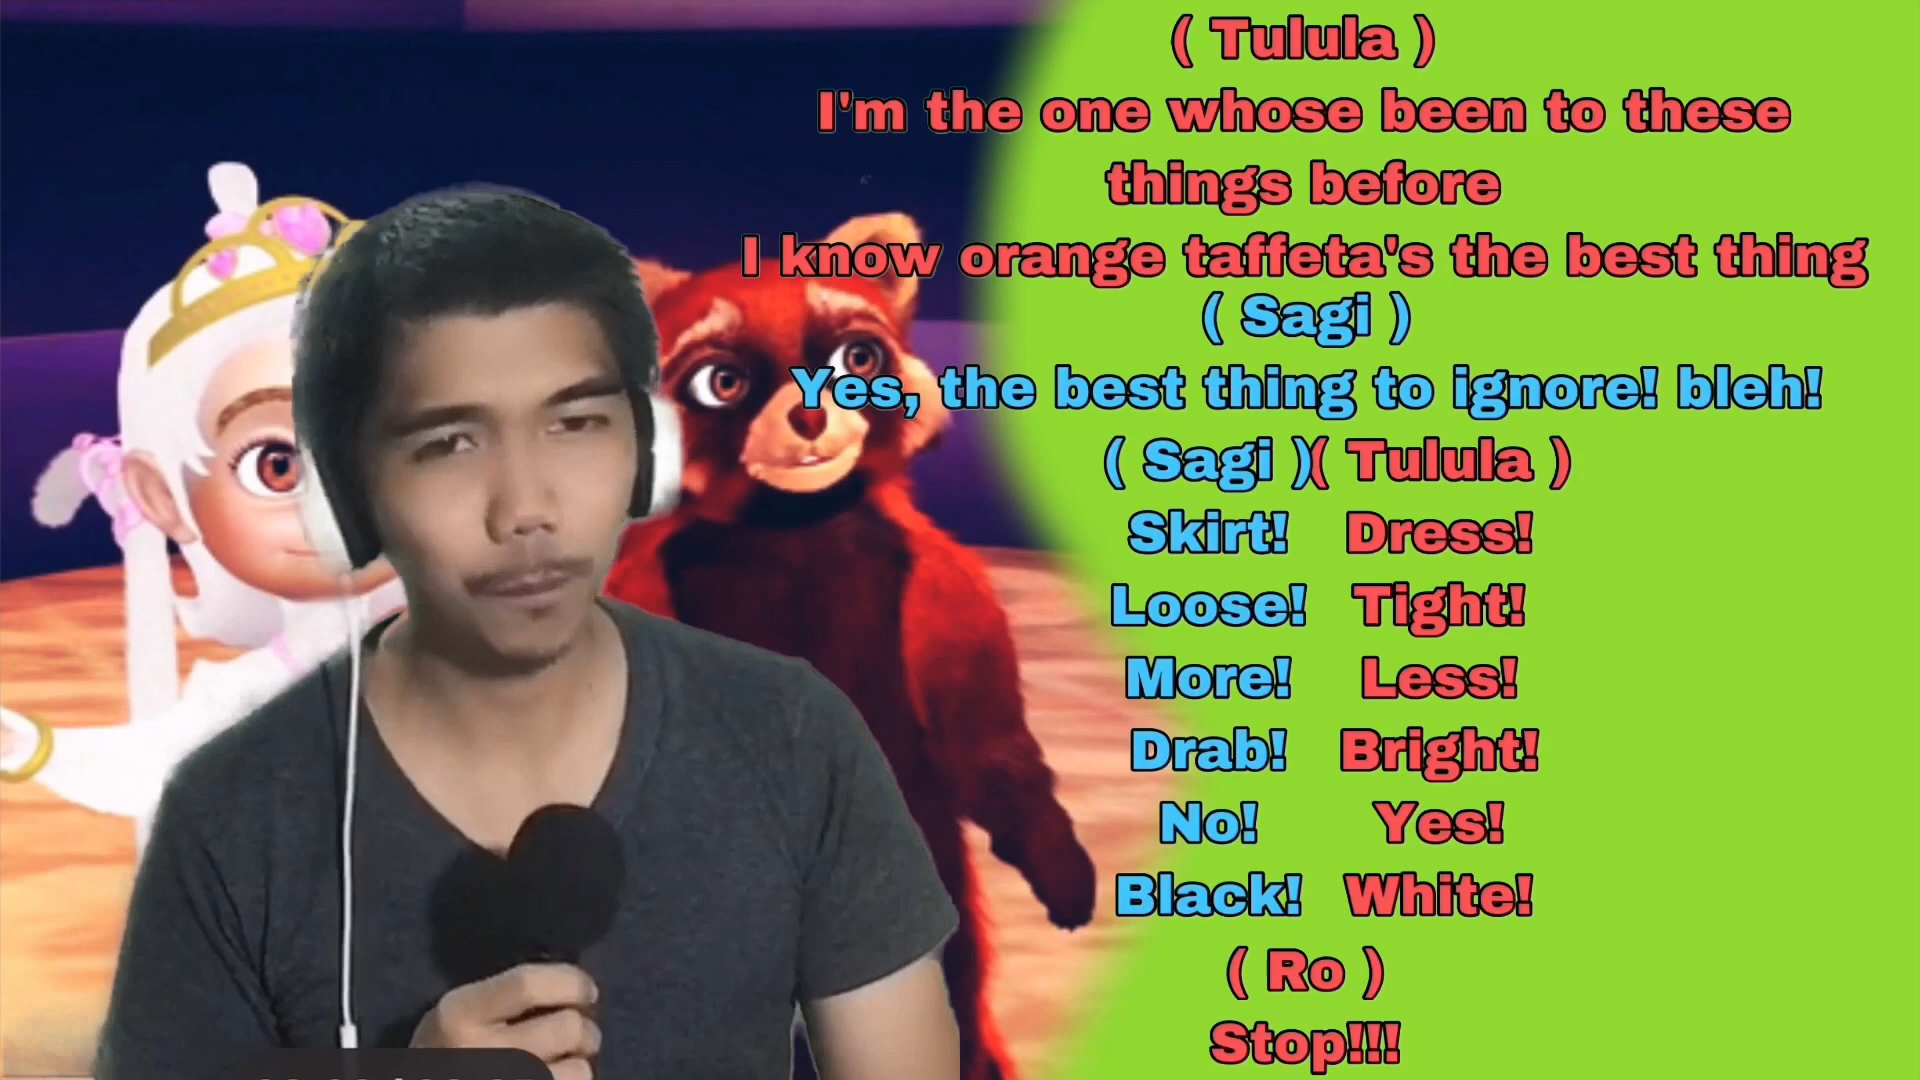 ( Tulula )
I'm the one whose been to these
things before
I know orange taffeta's the best thing
( Sagi )
Yes, the best thing to ignore! bleh!
( Sagi )( Tulula )
Skirt! Dress!
Loose! Tight!
More! Less!
Drab! Bright!
No! Yes!
Black! White!
( Ro )
Stop!!!